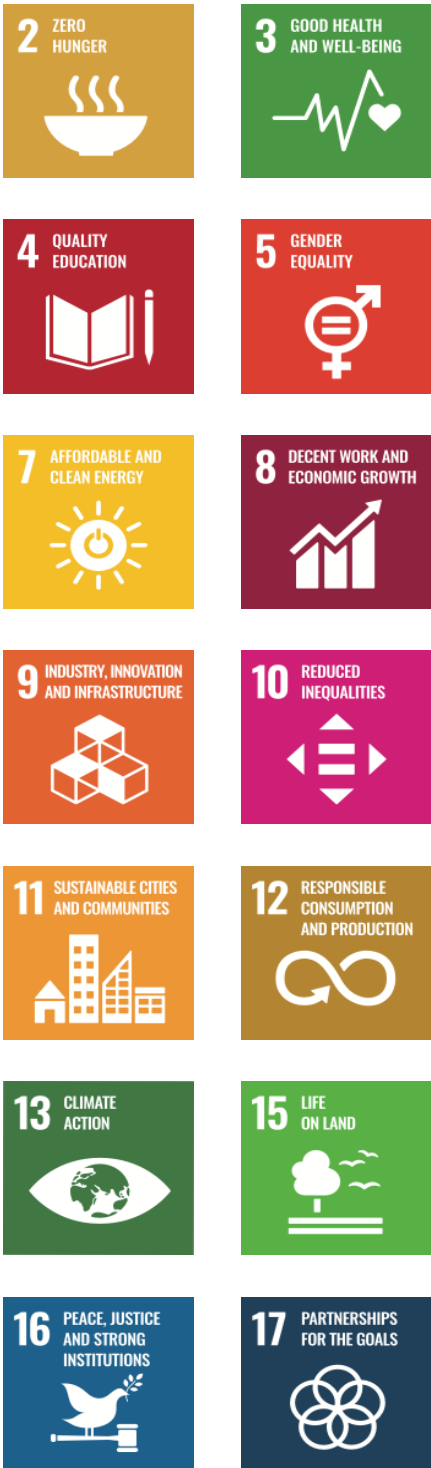 2 ZERO
HUNGER
3 GOOD HEALTH
AND WELL-BEING
4 QUALITY
EDUCATION
5 GENDER
EQUALITY
7 AFFORDABLE AND
CLEAN ENERGY
8 DECENT WORK AND
ECONOMIC GROWTH
9 INDUSTRY, INNOVATION
AND INFRASTRUCTURE
10 REDUCED
INEQUALITIES
11 SUSTAINABLE CITIES
AND COMMUNITIES
12 RESPONSIBLE
CONSUMPTION
AND PRODUCTION
13 CLIMATE
ACTION
15 LIFE
ON LAND
16 PEACE, JUSTICE
AND STRONG
INSTITUTIONS
17 PARTNERSHIPS
FOR THE GOALS